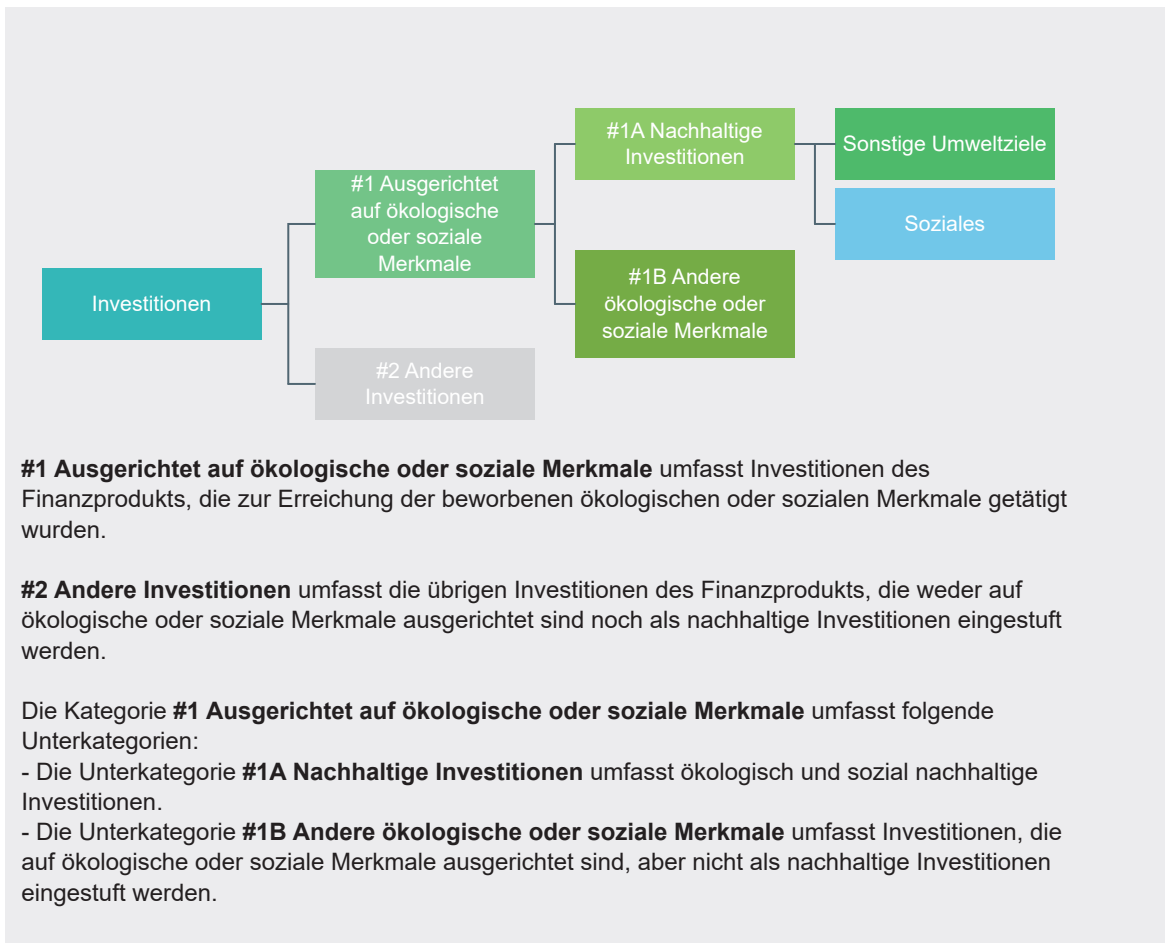 #1A Nachhaltige
Investitionen
Sonstige Umweltziele
#1 Ausgerichtet
auf ökologische
oder soziale
Merkmale
Soziales
Investitionen
#1B Andere
ökologische oder
soziale Merkmale
#2 Andere
Investitionen
#1 Ausgerichtet auf ökologische oder soziale Merkmale umfasst Investitionen des
Finanzprodukts, die zur Erreichung der beworbenen ökologischen oder sozialen Merkmale getätigt
wurden.
#2 Andere Investitionen umfasst die übrigen Investitionen des Finanzprodukts, die weder auf
ökologische oder soziale Merkmale ausgerichtet sind noch als nachhaltige Investitionen eingestuft
werden.
Die Kategorie #1 Ausgerichtet auf ökologische oder soziale Merkmale umfasst folgende
Unterkategorien:
- Die Unterkategorie #1A Nachhaltige Investitionen umfasst ökologisch und sozial nachhaltige
Investitionen.
- Die Unterkategorie #1B Andere ökologische oder soziale Merkmale umfasst Investitionen, die
auf ökologische oder soziale Merkmale ausgerichtet sind, aber nicht als nachhaltige Investitionen
eingestuft werden.